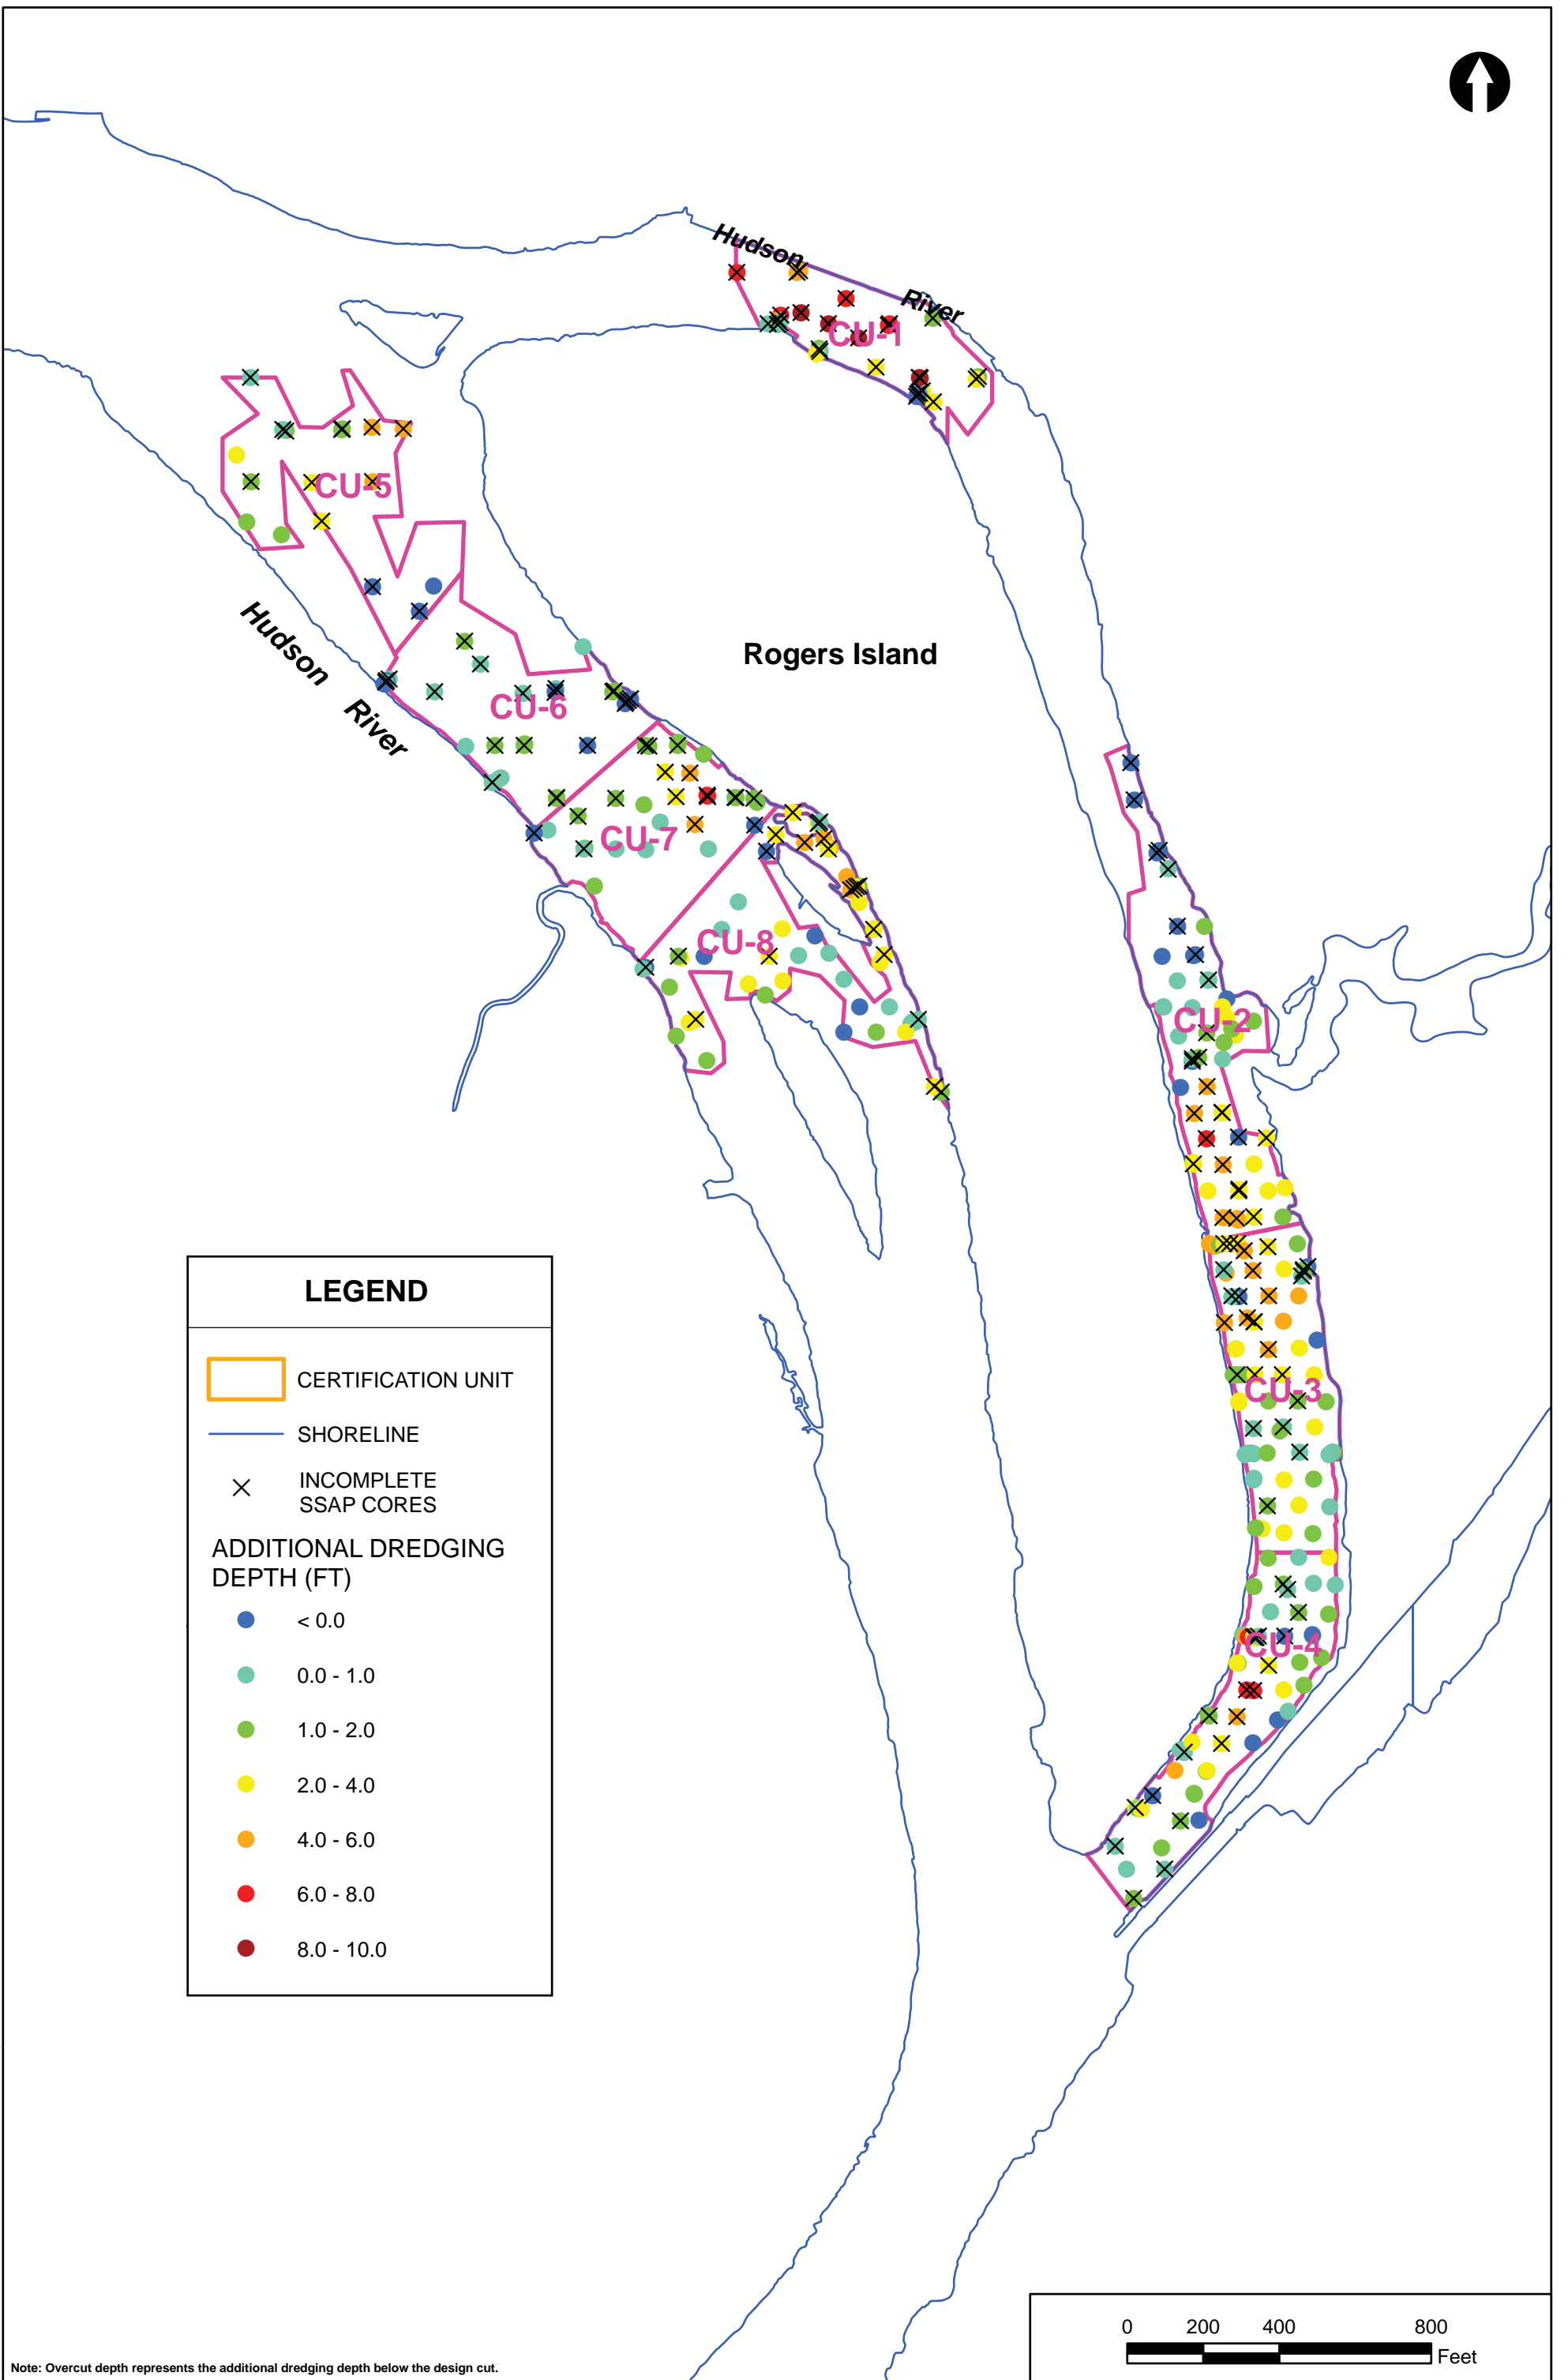 Hudson
River
CU-1
CU-5
Hudson
River
Rogers Island
CU-6
CU-7
CU-8
CU-2
CU-3
CU-4
LEGEND
CERTIFICATION UNIT
SHORELINE
INCOMPLETE
SSAP CORES
ADDITIONAL DREDGING
DEPTH (FT)
< 0.0
0.0 - 1.0
1.0 - 2.0
2.0 - 4.0
4.0 - 6.0
6.0 - 8.0
8.0 - 10.0
0 200 400 800
Feet
Note: Overcut depth represents the additional dredging depth below the design cut.